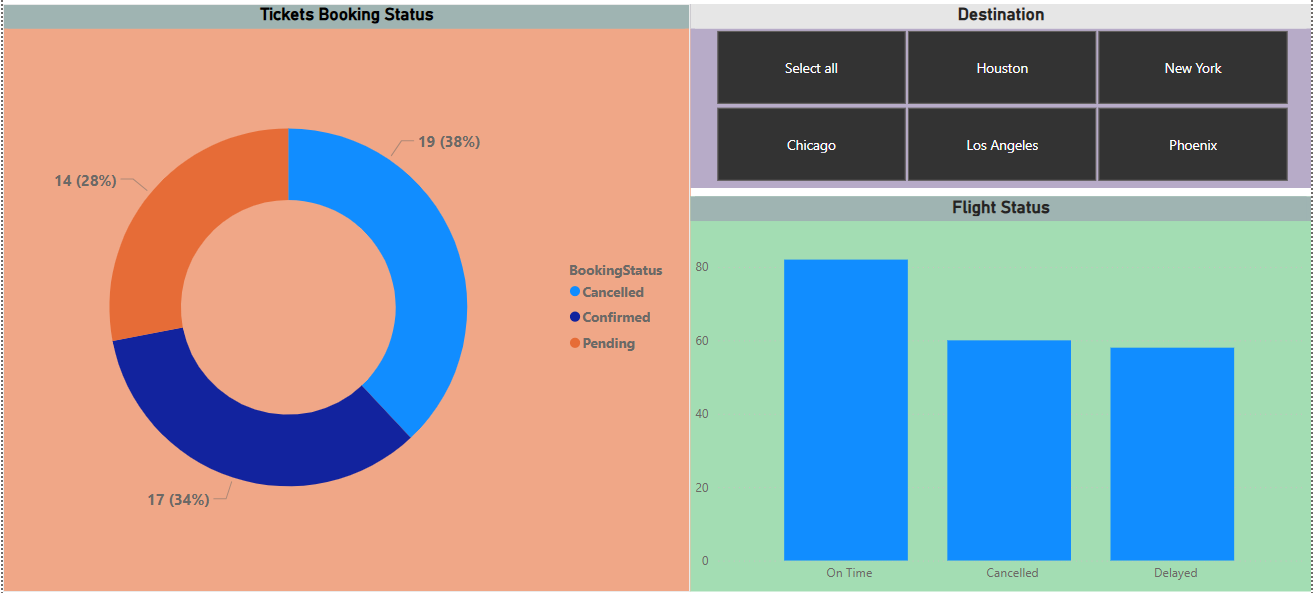 Tickets Booking Status
19 (38%)
14 (28%)
17 (34%)
BookingStatus
Cancelled
Confirmed
Pending
Destination
Select all
Houston
New York
Chicago
Los Angeles
Phoenix
Flight Status
80
60
40
20
0
On Time
Cancelled
Delayed